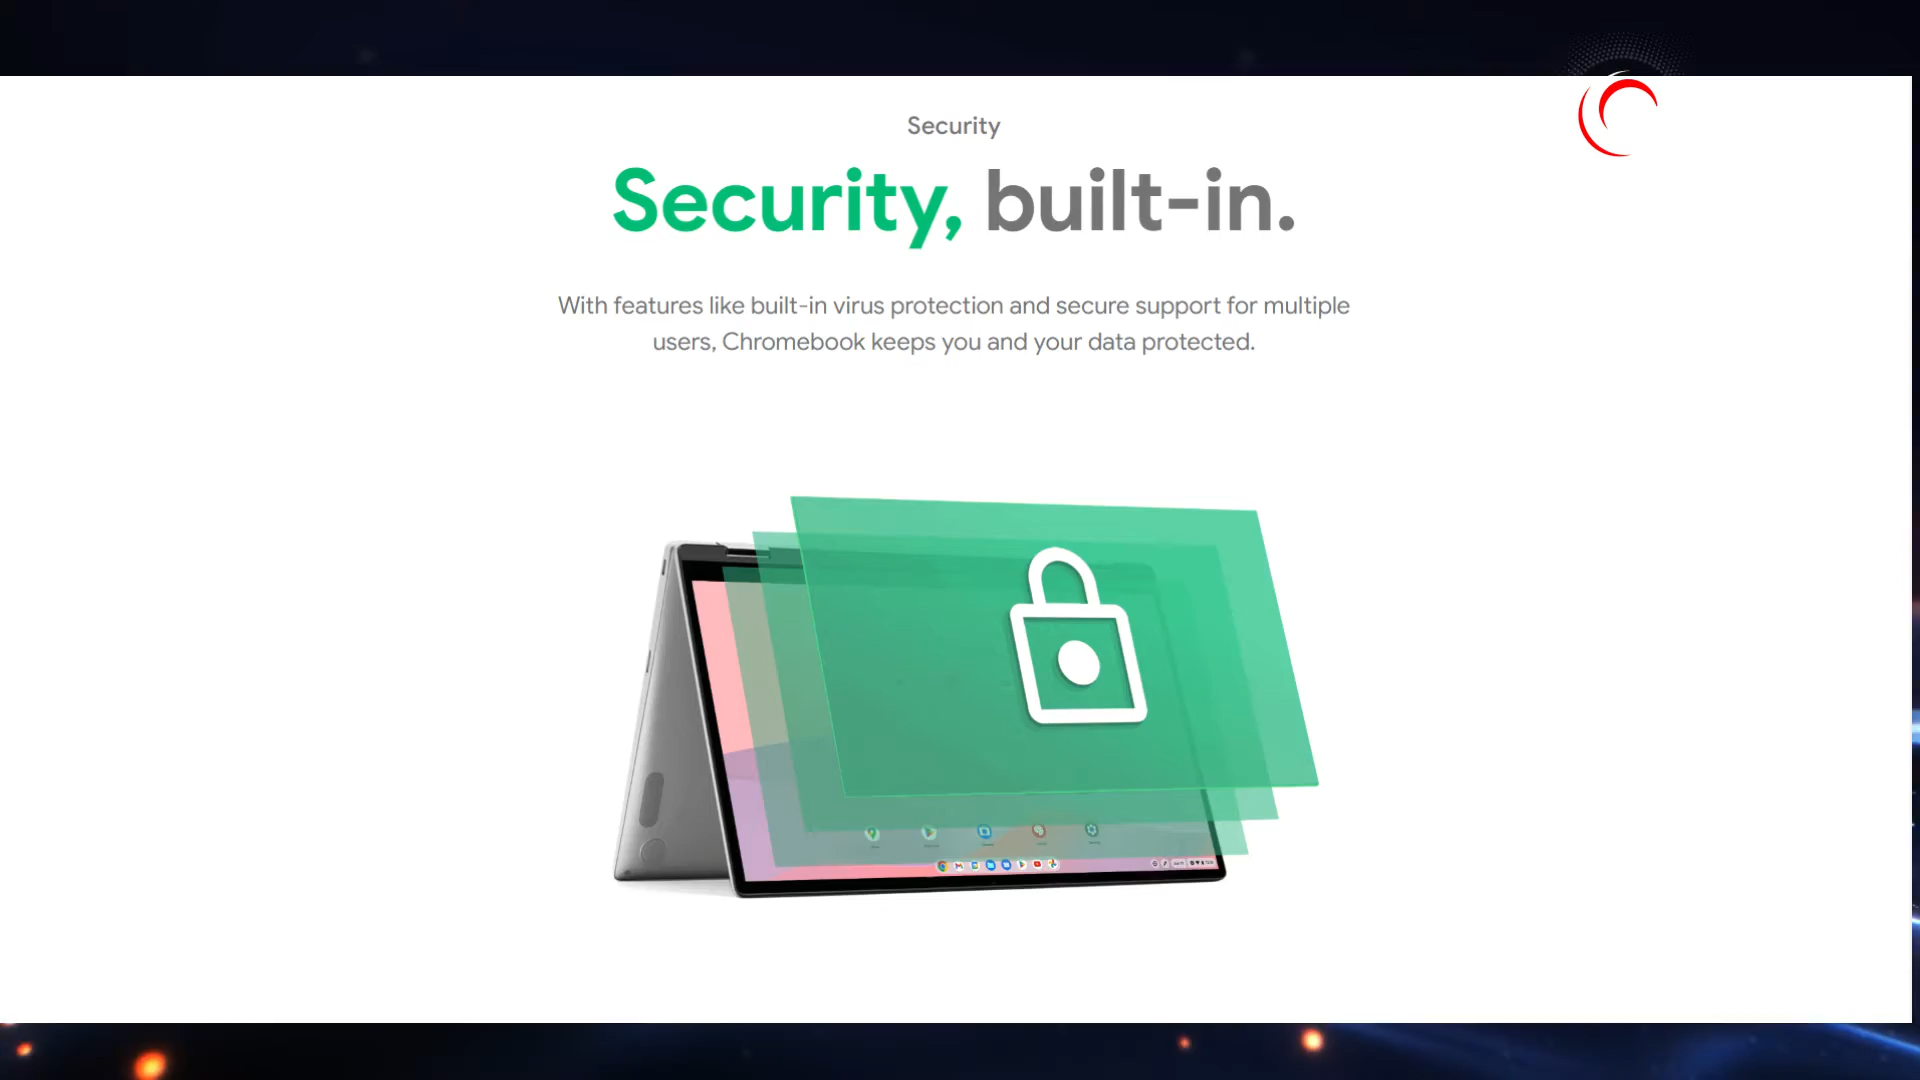 Security
Security, built-in.
With features like built-in virus protection and secure support for multiple
users, Chromebook keeps you and your data protected.